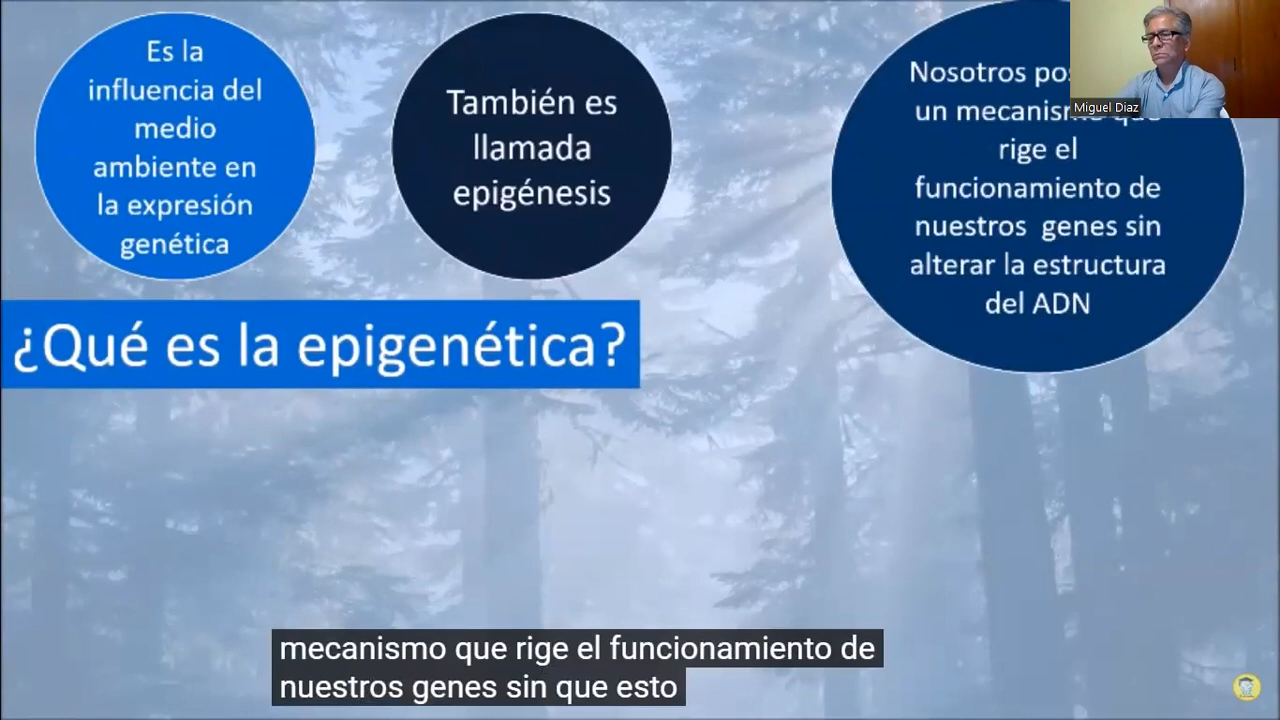 Es la
influencia del
medio
ambiente en
la expresión
genética
También es
llamada
epigénesis
Nosotros
un
rige el
funcionamiento de
nuestros genes sin
alterar la estructura
del ADN
Miguel Diaz
¿Qué es la epigenética?
mecanismo que rige el funcionamiento de
nuestros genes sin que esto